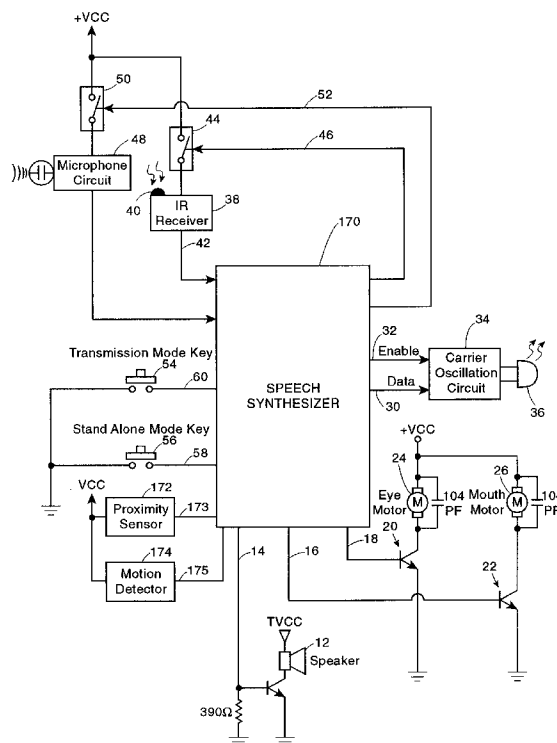 +VCC
50
52
44
48
46
Microphone
Circuit
40
IR
Receiver
38
42
170
34
32
Enable
Carrier
Oscillation
Circuit
Data
30
36
Transmission Mode Key
54
60
SPEECH
SYNTHESIZER
Stand Alone Mode Key
56
58
+VCC
24
26
Eye
Motor
M
104
PF
Mouth
Motor
M
104
PF
VCC
172
Proximity
Sensor
173
174
Motion
Detector
175
14
16
18
20
22
TVCC
12
Speaker
390Ω